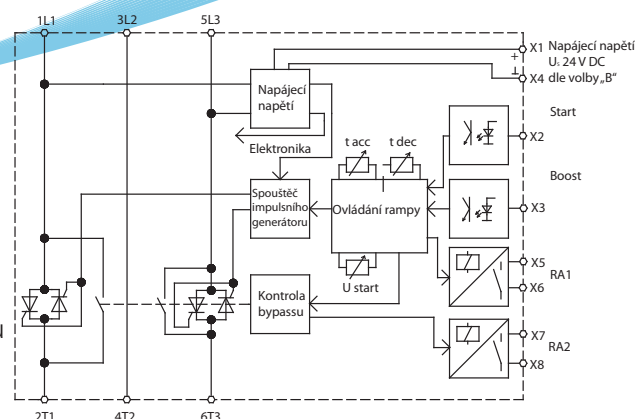 1L1 3L2 5L3
X1 Napájecí napětí
+ Uₛ 24 V DC
⊥ X4 dle volby „B"
Napájecí
napětí
Elektronika
Start
X2
t acc t dec
Boost
X3
Spouštěč
impulsního
generátoru
Ovládání rampy
U start
X5
RA1
X6
Kontrola
bypassu
X7
RA2
X8
N
2T1 4T2 6T3